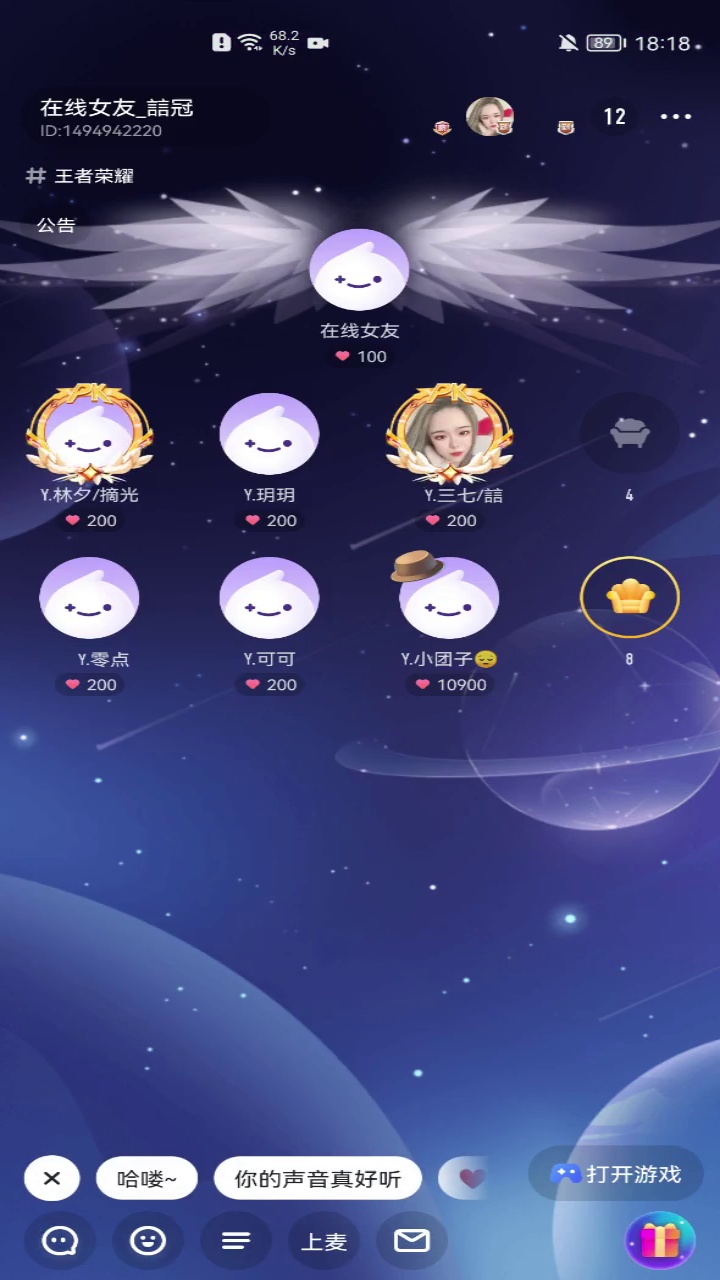 68.2
K/s
89
18:18
在线女友_喆冠
ID:1494942220
12
王者荣耀
公告
在线女友
100
PK
PK
Y.林夕/摘光
Y.玥玥
Y.三七/喆
4
200
200
200
Y.零点
Y.可可
Y.小团子😔
8
200
200
10900
哈喽~
你的声音真好听
打开游戏
上麦